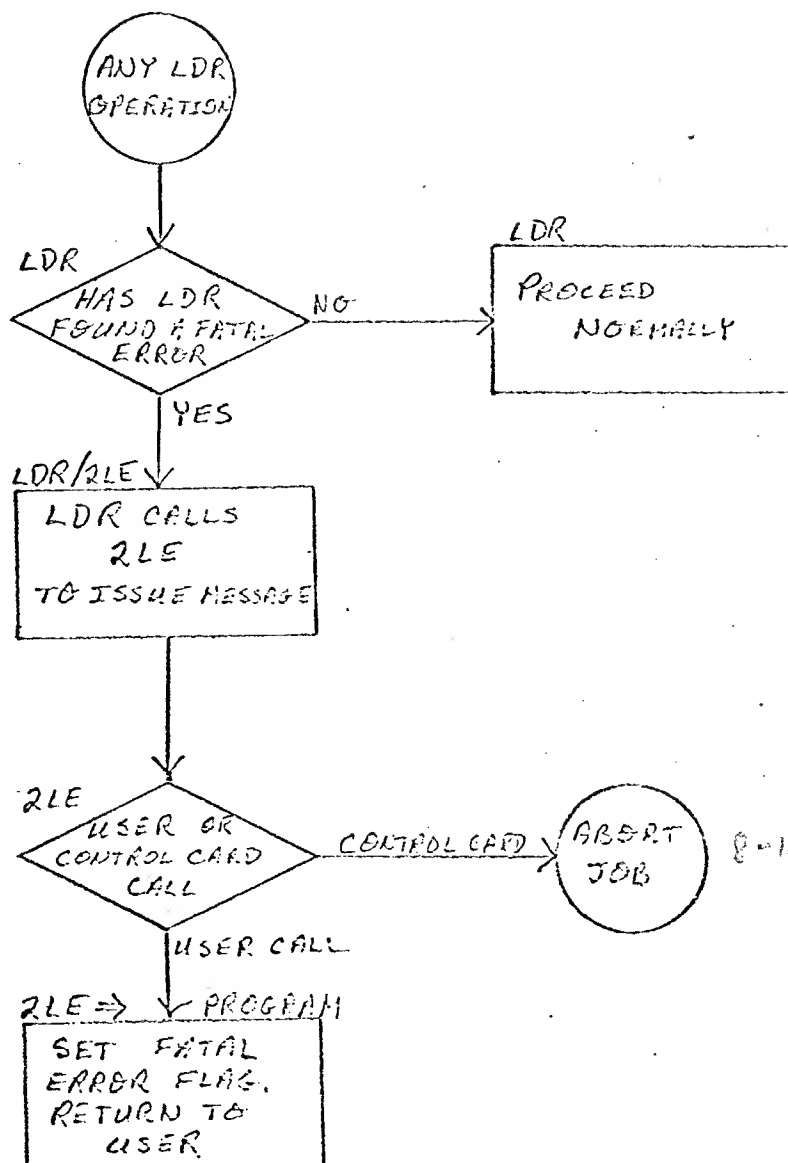 ANY LDR
OPERATION
LDR
HAS LDR
FOUND A FATAL
ERROR
NO
LDR
PROCEED
NORMALLY
YES
LDR/2LE
LDR CALLS
2LE
TO ISSUE MESSAGE
2LE
USER OR
CONTROL CARD
CALL
CONTROL CARD
ABORT
JOB
USER CALL
2LE ⇒ PROGRAM
SET FATAL
ERROR FLAG.
RETURN TO
USER